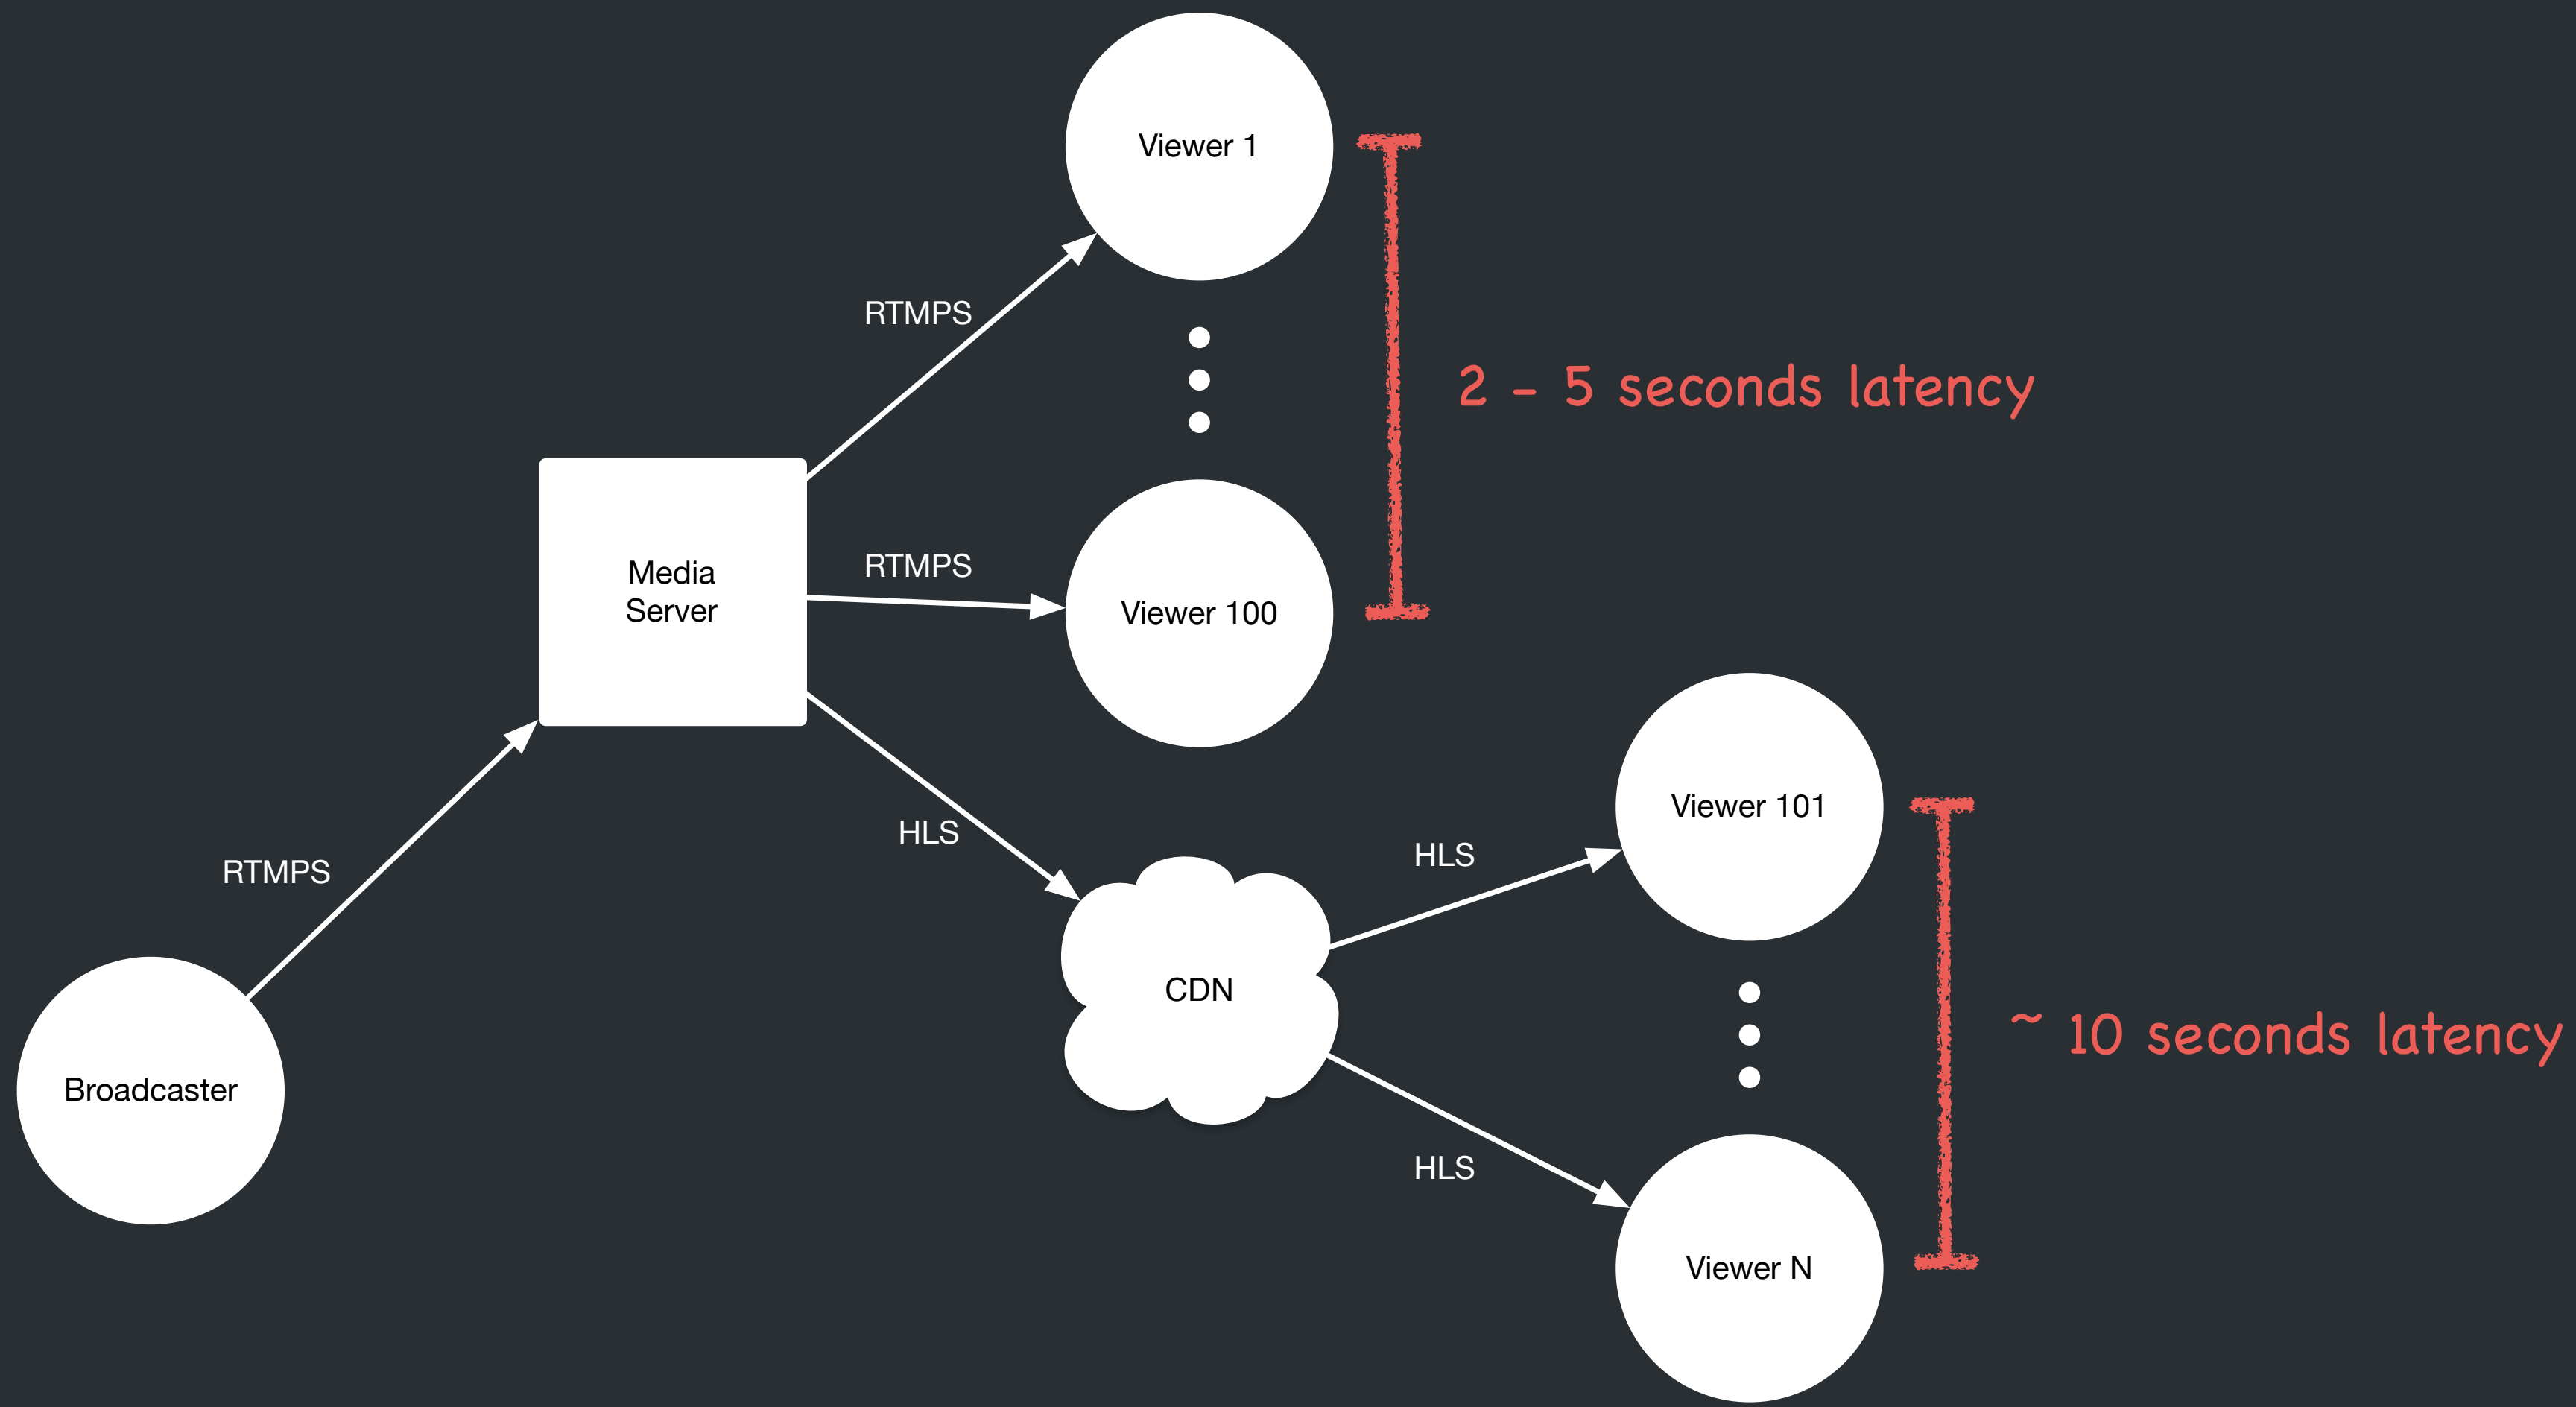 Viewer 1
RTMPS
2 - 5 seconds latency
Media
Server
RTMPS
Viewer 100
HLS
Viewer 101
RTMPS
HLS
CDN
~ 10 seconds latency
Broadcaster
HLS
Viewer N